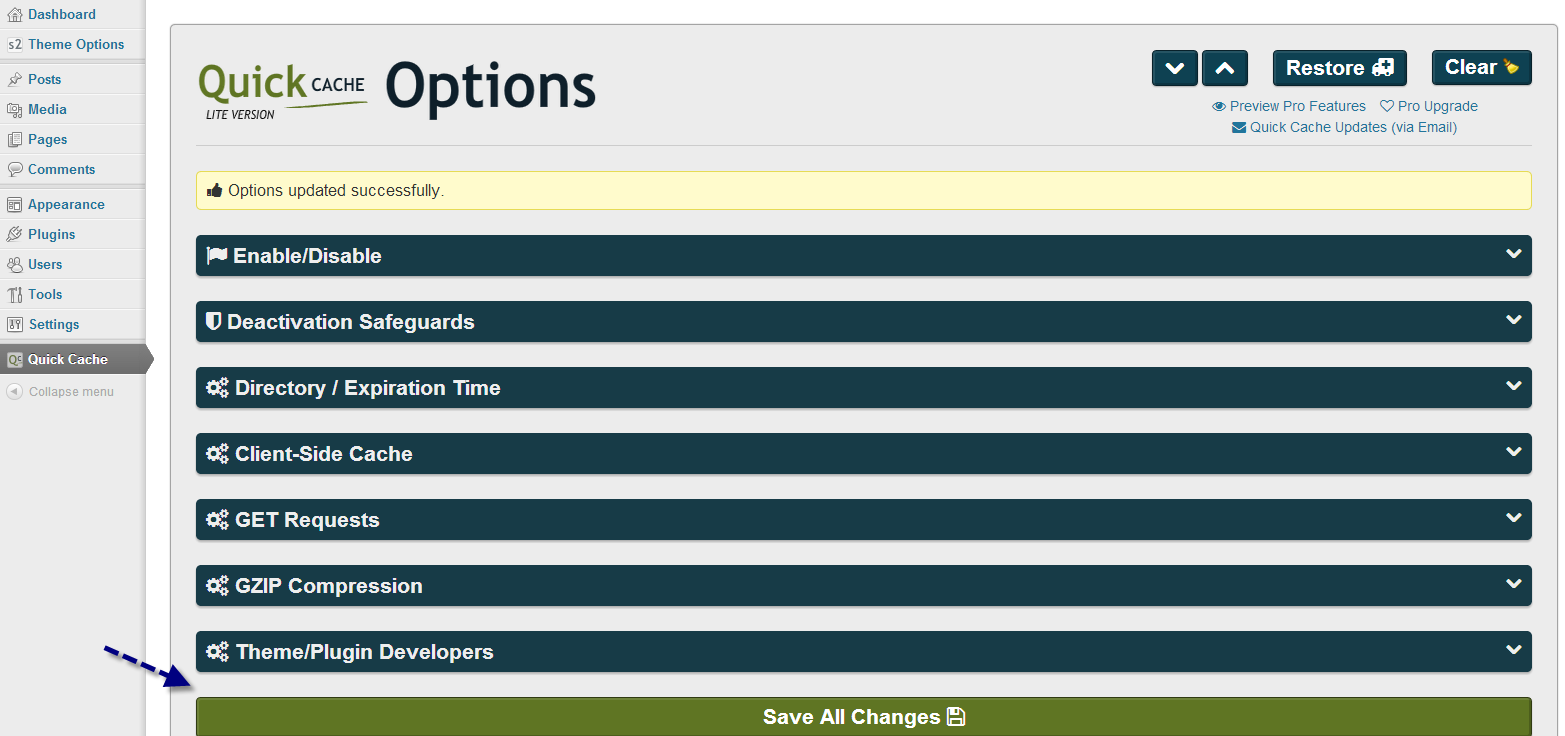 Dashboard
s2 Theme Options
Posts
Media
Pages
Comments
Appearance
Plugins
Users
Tools
Settings
Qc Quick Cache
Collapse menu
Quick CACHE Options
LITE VERSION
Restore
Clear
Preview Pro Features Pro Upgrade
Quick Cache Updates (via Email)
Options updated successfully.
Enable/Disable
Deactivation Safeguards
Directory / Expiration Time
Client-Side Cache
GET Requests
GZIP Compression
Theme/Plugin Developers
Save All Changes